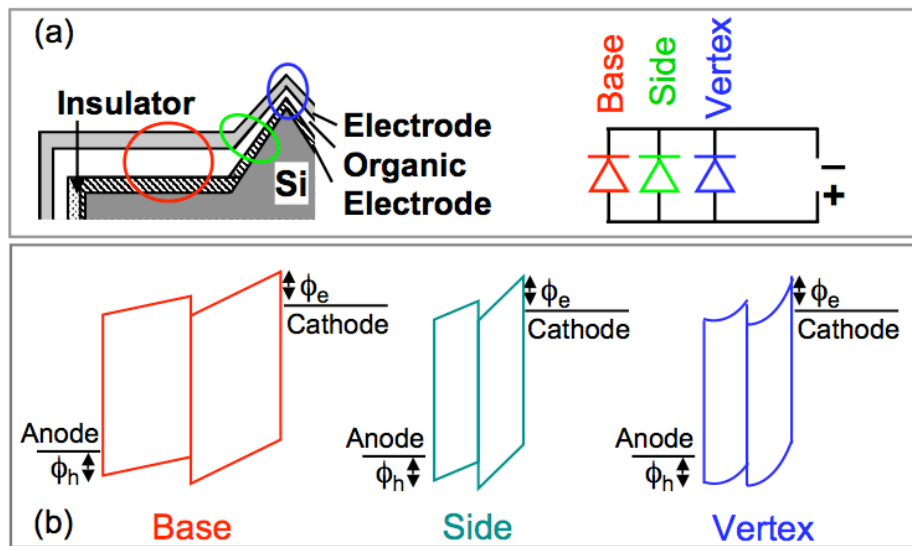 (a)
Insulator
Si
Electrode
Organic
Electrode
Base
Side
Vertex
–
+
ϕe
Cathode
Anode
ϕh
Base
ϕe
Cathode
Anode
ϕh
Side
ϕe
Cathode
Anode
ϕh
Vertex
(b)